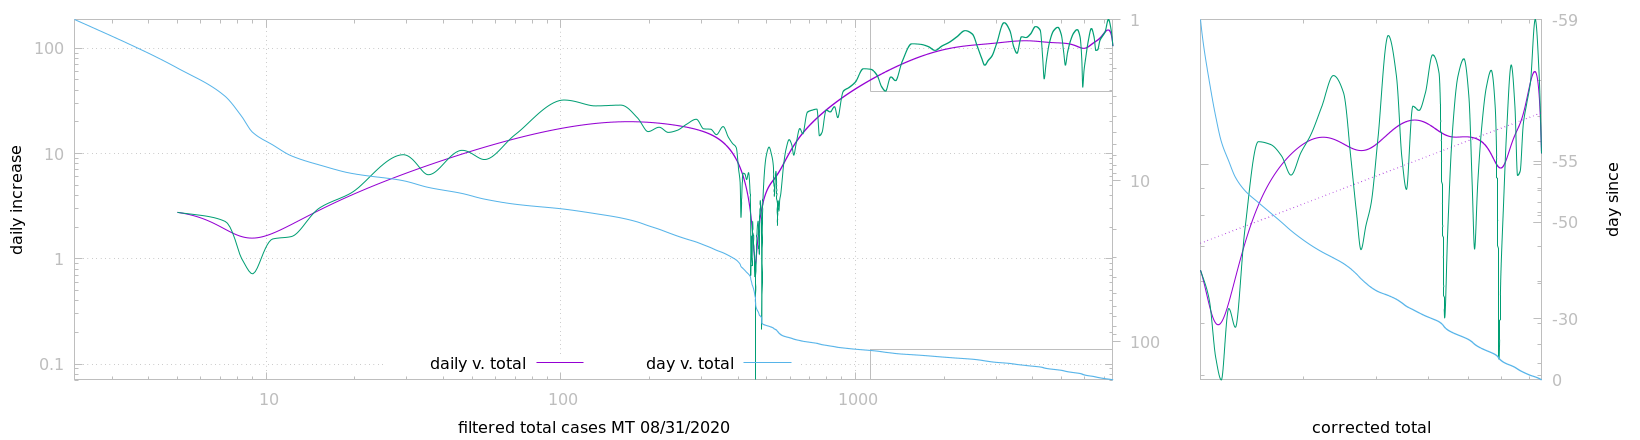 100
10
1
0.1
daily increase
daily v. total
day v. total
10
100
1000
filtered total cases MT 08/31/2020
1
10
100
-59
-55
-50
-30
0
day since
corrected total